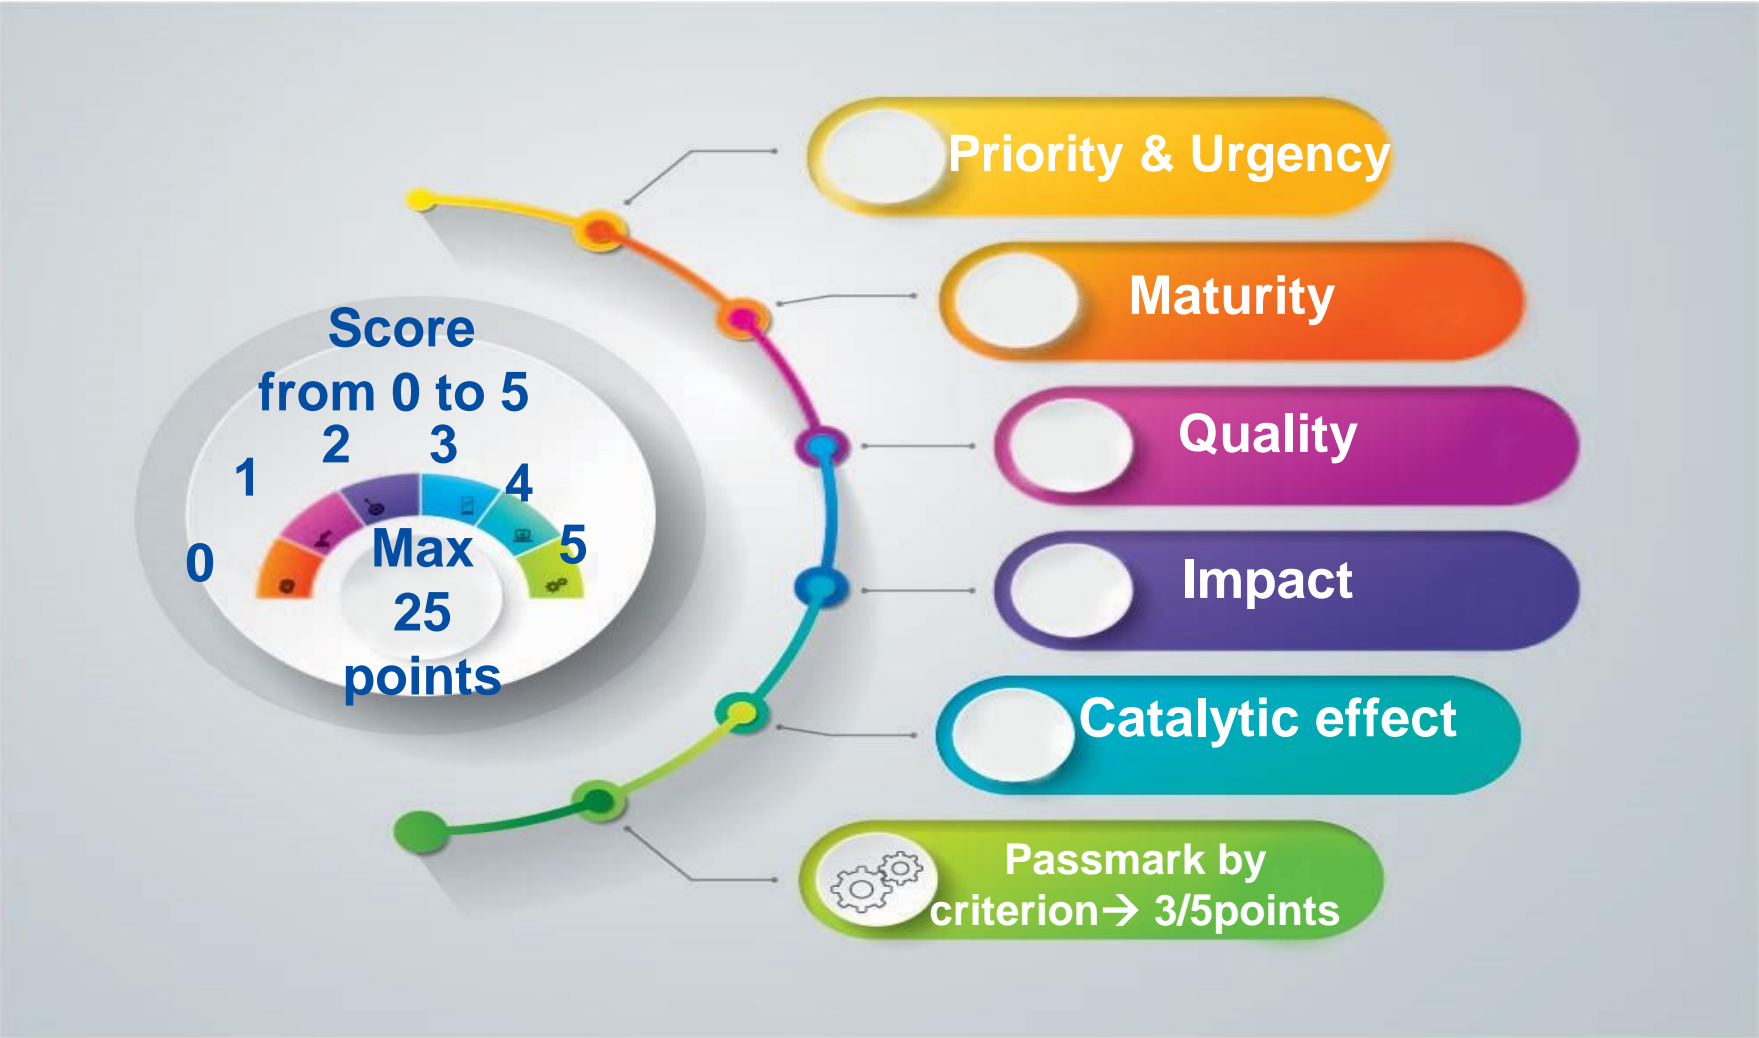 Score
from 0 to 5
0
1
2
3
4
5
Max
25
points
Priority & Urgency
Maturity
Quality
Impact
Catalytic effect
Passmark by
criterion→ 3/5points